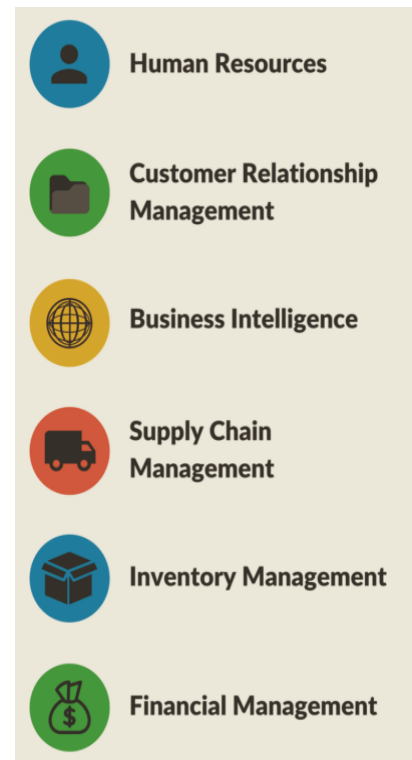 Human Resources
Customer Relationship
Management
Business Intelligence
Supply Chain
Management
Inventory Management
$
Financial Management